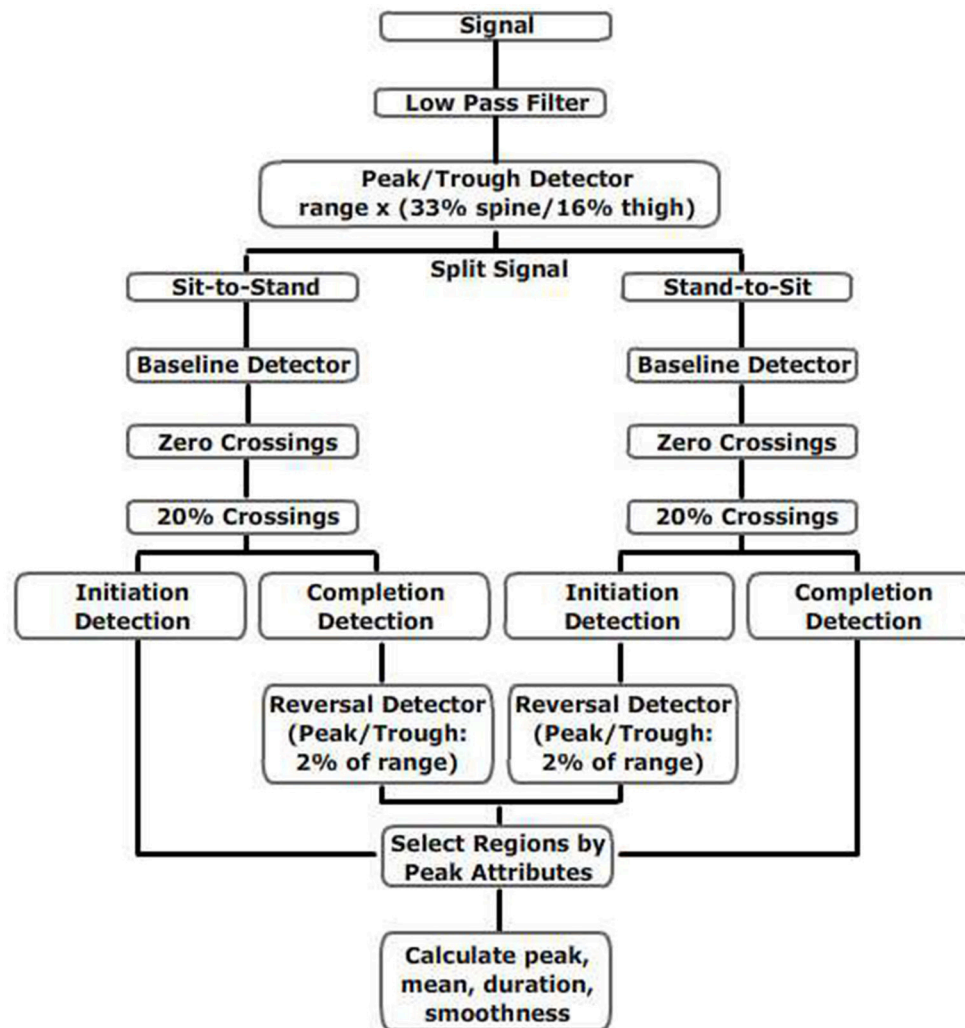 Signal
Low Pass Filter
Peak/Trough Detector
range x (33% spine/16% thigh)
Split Signal
Sit-to-Stand
Stand-to-Sit
Baseline Detector
Baseline Detector
Zero Crossings
Zero Crossings
20% Crossings
20% Crossings
Initiation
Detection
Completion
Detection
Initiation
Detection
Completion
Detection
Reversal Detector
(Peak/Trough:
2% of range)
Reversal Detector
(Peak/Trough:
2% of range)
Select Regions by
Peak Attributes
Calculate peak,
mean, duration,
smoothness